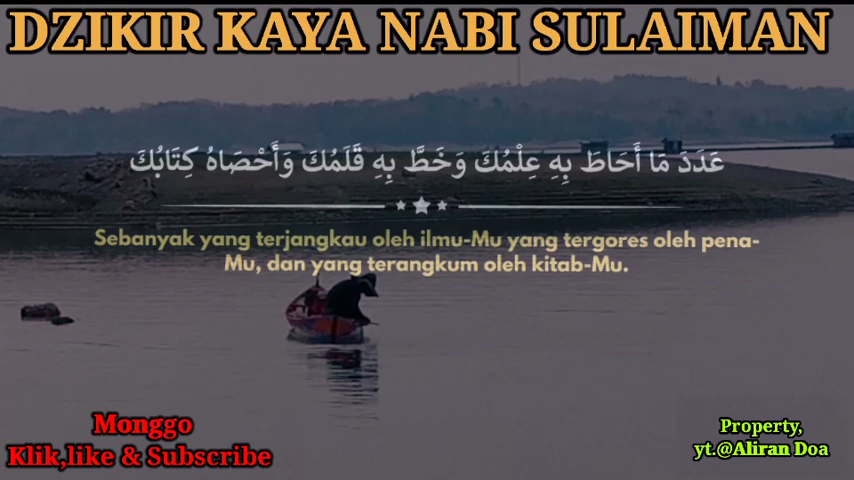 DZIKIR KAYA NABI SULAIMAN
عَدَدَ مَا أَحَاطَ بِهِ عِلْمُكَ وَخَطَّ بِهِ قَلَمُكَ وَأَحْصَاهُ كِتَابُكَ
Sebanyak yang terjangkau oleh ilmu-Mu yang tergores oleh pena-
Mu, dan yang terangkum oleh kitab-Mu.
Monggo
Klik,like & Subscribe
Property,
yt.@Aliran Doa